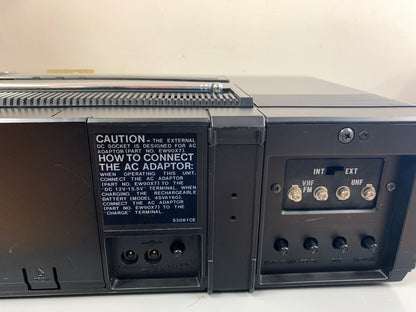 CAUTION – THE EXTERNAL
DC SOCKET IS DESIGNED FOR AC
ADAPTOR (PART NO. EW90X7).
HOW TO CONNECT
THE AC ADAPTOR:
WHEN OPERATING THIS UNIT,
CONNECT THE AC ADAPTOR
(PART NO. EW90X7) TO THE
"DC 12V-15.6V" TERMINAL. WHEN
CHARGING THE RECHARGEABLE
BATTERY (MODEL 4SVA160),
CONNECT THE AC ADAPTOR
(PART NO. EW90X7) TO THE
"CHARGE" TERMINAL.
53081CE
INT EXT
VHF
FM
UHF